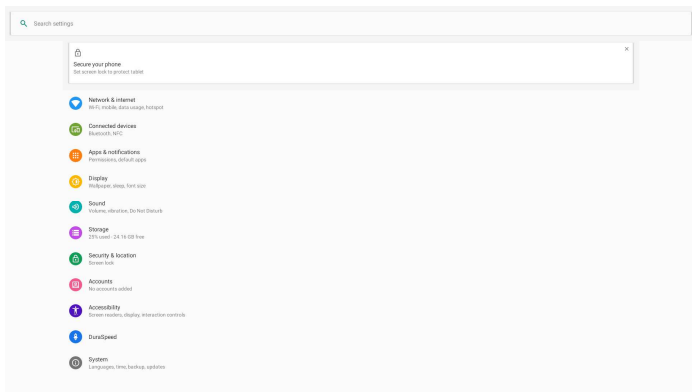 Search settings
Secure your phone
Set screen lock to protect tablet
Network & internet
Wi-Fi, mobile, data usage, hotspot
Connected devices
Bluetooth, NFC
Apps & notifications
Permissions, default apps
Display
Wallpaper, sleep, font size
Sound
Volume, vibration, Do Not Disturb
Storage
25% used - 24.16 GB free
Security & location
Screen lock
Accounts
No accounts added
Accessibility
Screen readers, display, interaction controls
DuraSpeed
System
Languages, time, backup, updates